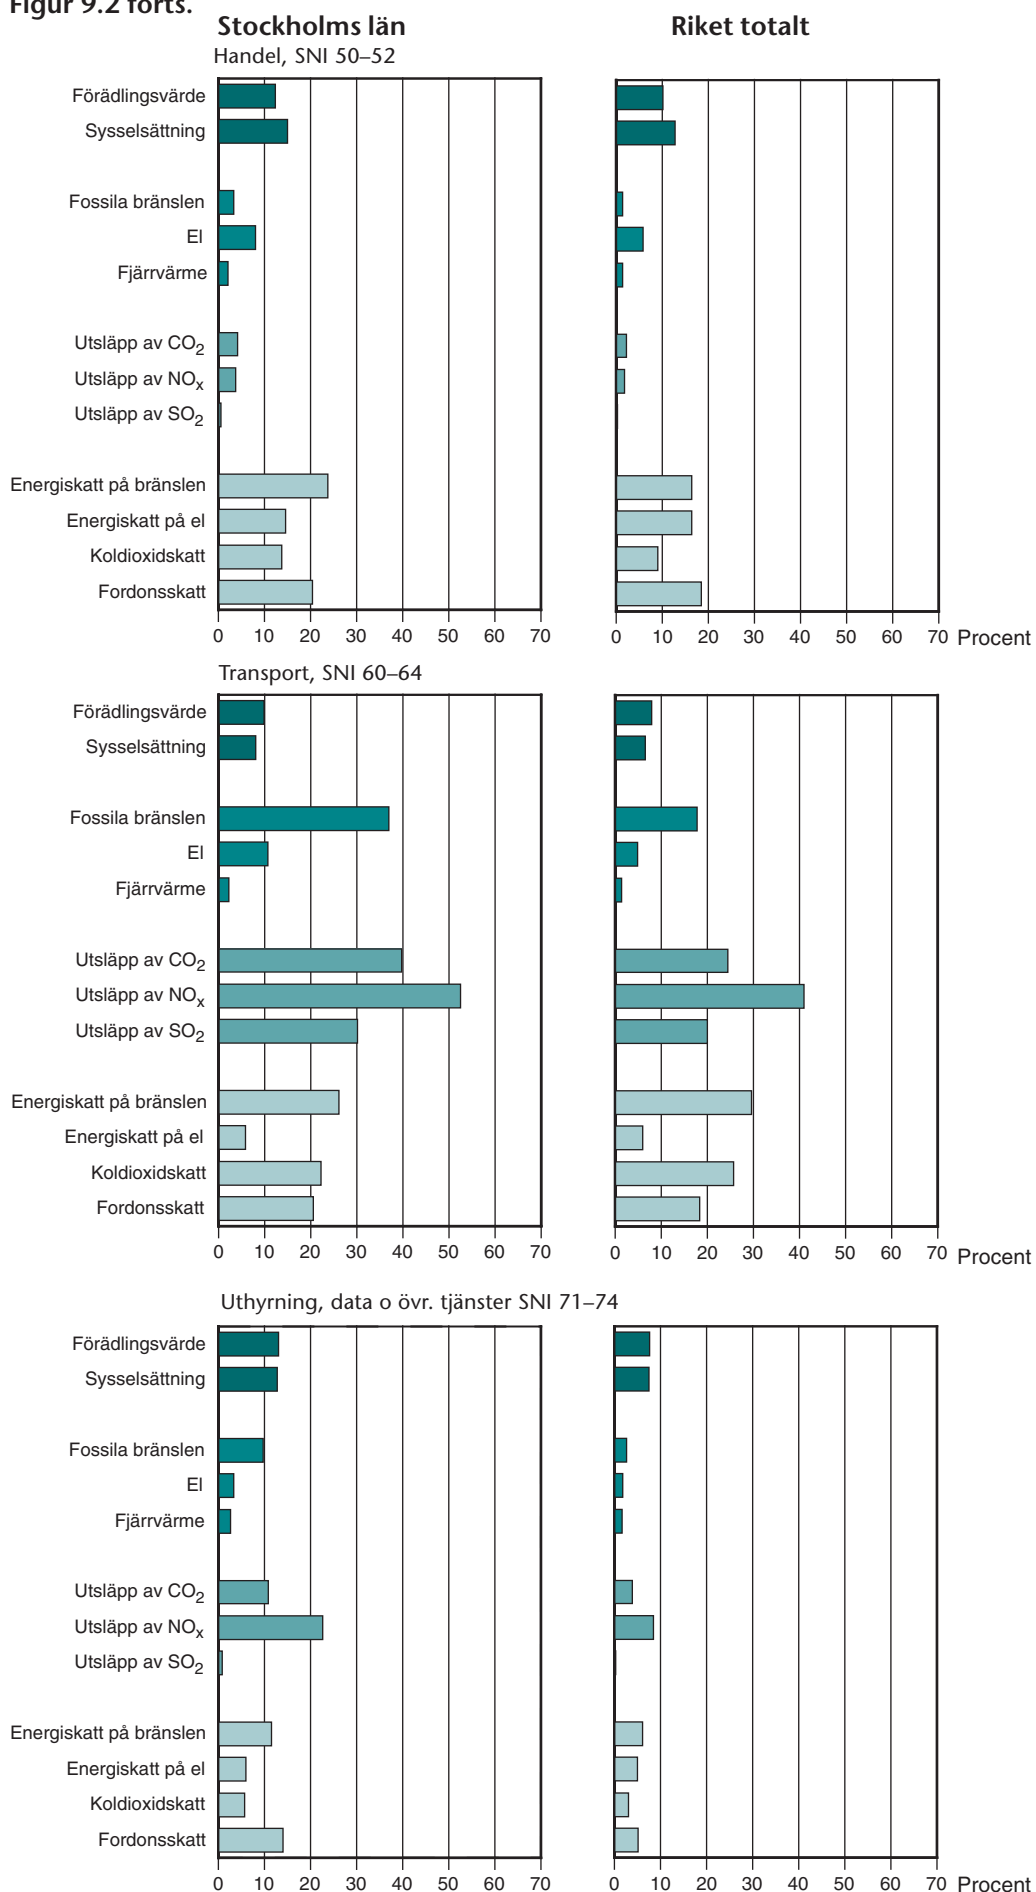 Figur 9.2 forts.
Stockholms län Riket totalt
Handel, SNI 50–52
Förädlingsvärde
Sysselsättning
Fossila bränslen
El
Fjärrvärme
Utsläpp av CO2
Utsläpp av NOx
Utsläpp av SO2
Energiskatt på bränslen
Energiskatt på el
Koldioxidskatt
Fordonsskatt
0 10 20 30 40 50 60 70 0 10 20 30 40 50 60 70 Procent
Transport, SNI 60–64
Förädlingsvärde
Sysselsättning
Fossila bränslen
El
Fjärrvärme
Utsläpp av CO2
Utsläpp av NOx
Utsläpp av SO2
Energiskatt på bränslen
Energiskatt på el
Koldioxidskatt
Fordonsskatt
0 10 20 30 40 50 60 70 0 10 20 30 40 50 60 70 Procent
Uthyrning, data o övr. tjänster SNI 71–74
Förädlingsvärde
Sysselsättning
Fossila bränslen
El
Fjärrvärme
Utsläpp av CO2
Utsläpp av NOx
Utsläpp av SO2
Energiskatt på bränslen
Energiskatt på el
Koldioxidskatt
Fordonsskatt
0 10 20 30 40 50 60 70 0 10 20 30 40 50 60 70 Procent